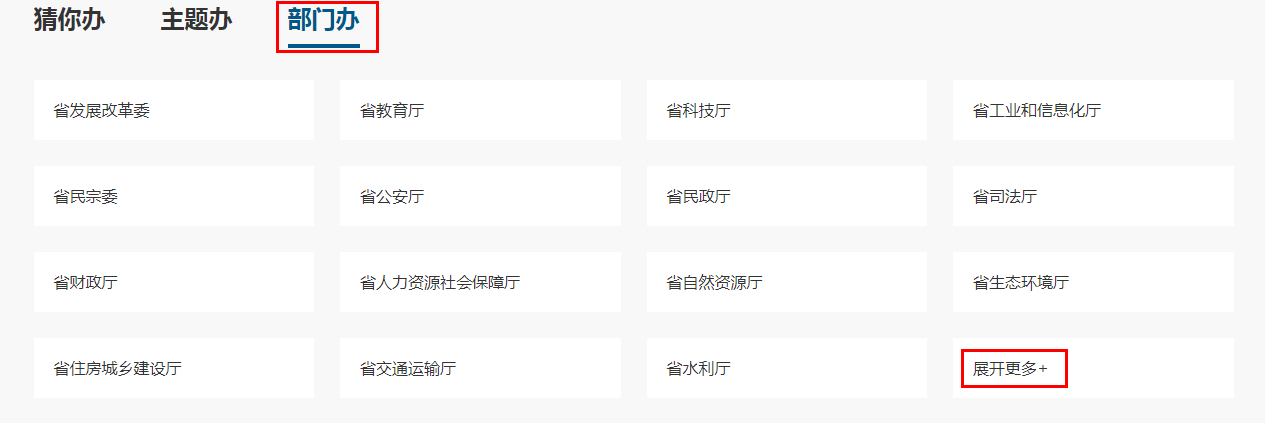 猜你办 主题办 部门办
省发展改革委 省教育厅 省科技厅 省工业和信息化厅
省民宗委 省公安厅 省民政厅 省司法厅
省财政厅 省人力资源社会保障厅 省自然资源厅 省生态环境厅
省住房城乡建设厅 省交通运输厅 省水利厅 展开更多+